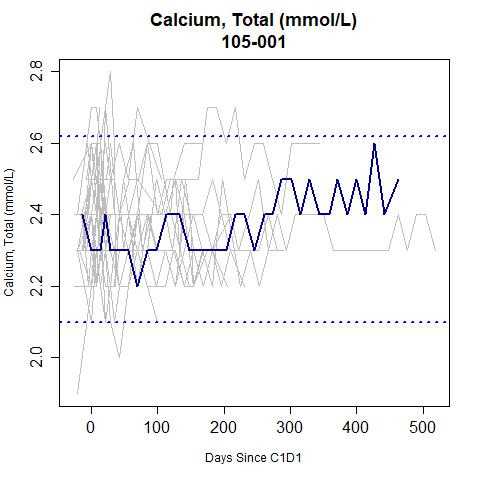 Calcium, Total (mmol/L)
105-001
Calcium, Total (mmol/L)
2.8
2.6
2.4
2.2
2.0
0 100 200 300 400 500
Days Since C1D1